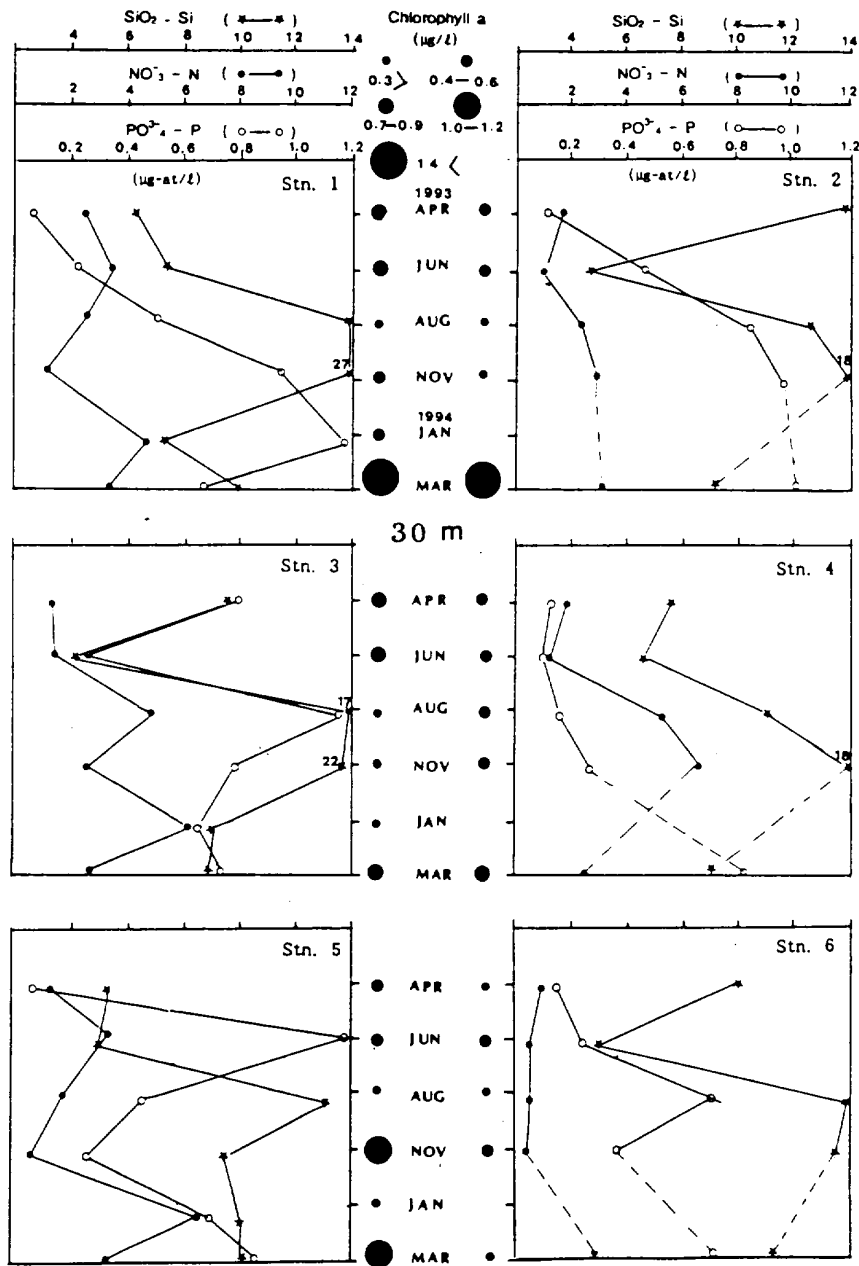 SiO₂ - Si (★—★)
4 6 8 10 12 14
NO⁻₃ - N (●—●)
2 4 6 8 10 12
PO³⁻₄ - P (○—○)
0.2 0.4 0.6 0.8 1.0 1.2
(μg-at/ℓ) Stn. 1
Chlorophyll a
(μg/ℓ)
0.3 > 0.4—0.6
0.7—0.9 1.0—1.2
1.4 <
SiO₂ - Si (★—★)
4 6 8 10 12 14
NO⁻₃ - N (●—●)
2 4 6 8 10 12
PO³⁻₄ - P (○—○)
0.2 0.4 0.6 0.8 1.0 1.2
(μg-at/ℓ) Stn. 2
1993
APR
JUN
AUG
27 NOV 18
1994
JAN
MAR
30 m
Stn. 3 Stn. 4
APR
JUN
17 AUG
22 NOV 18
JAN
MAR
Stn. 5 Stn. 6
APR
JUN
AUG
NOV
JAN
MAR